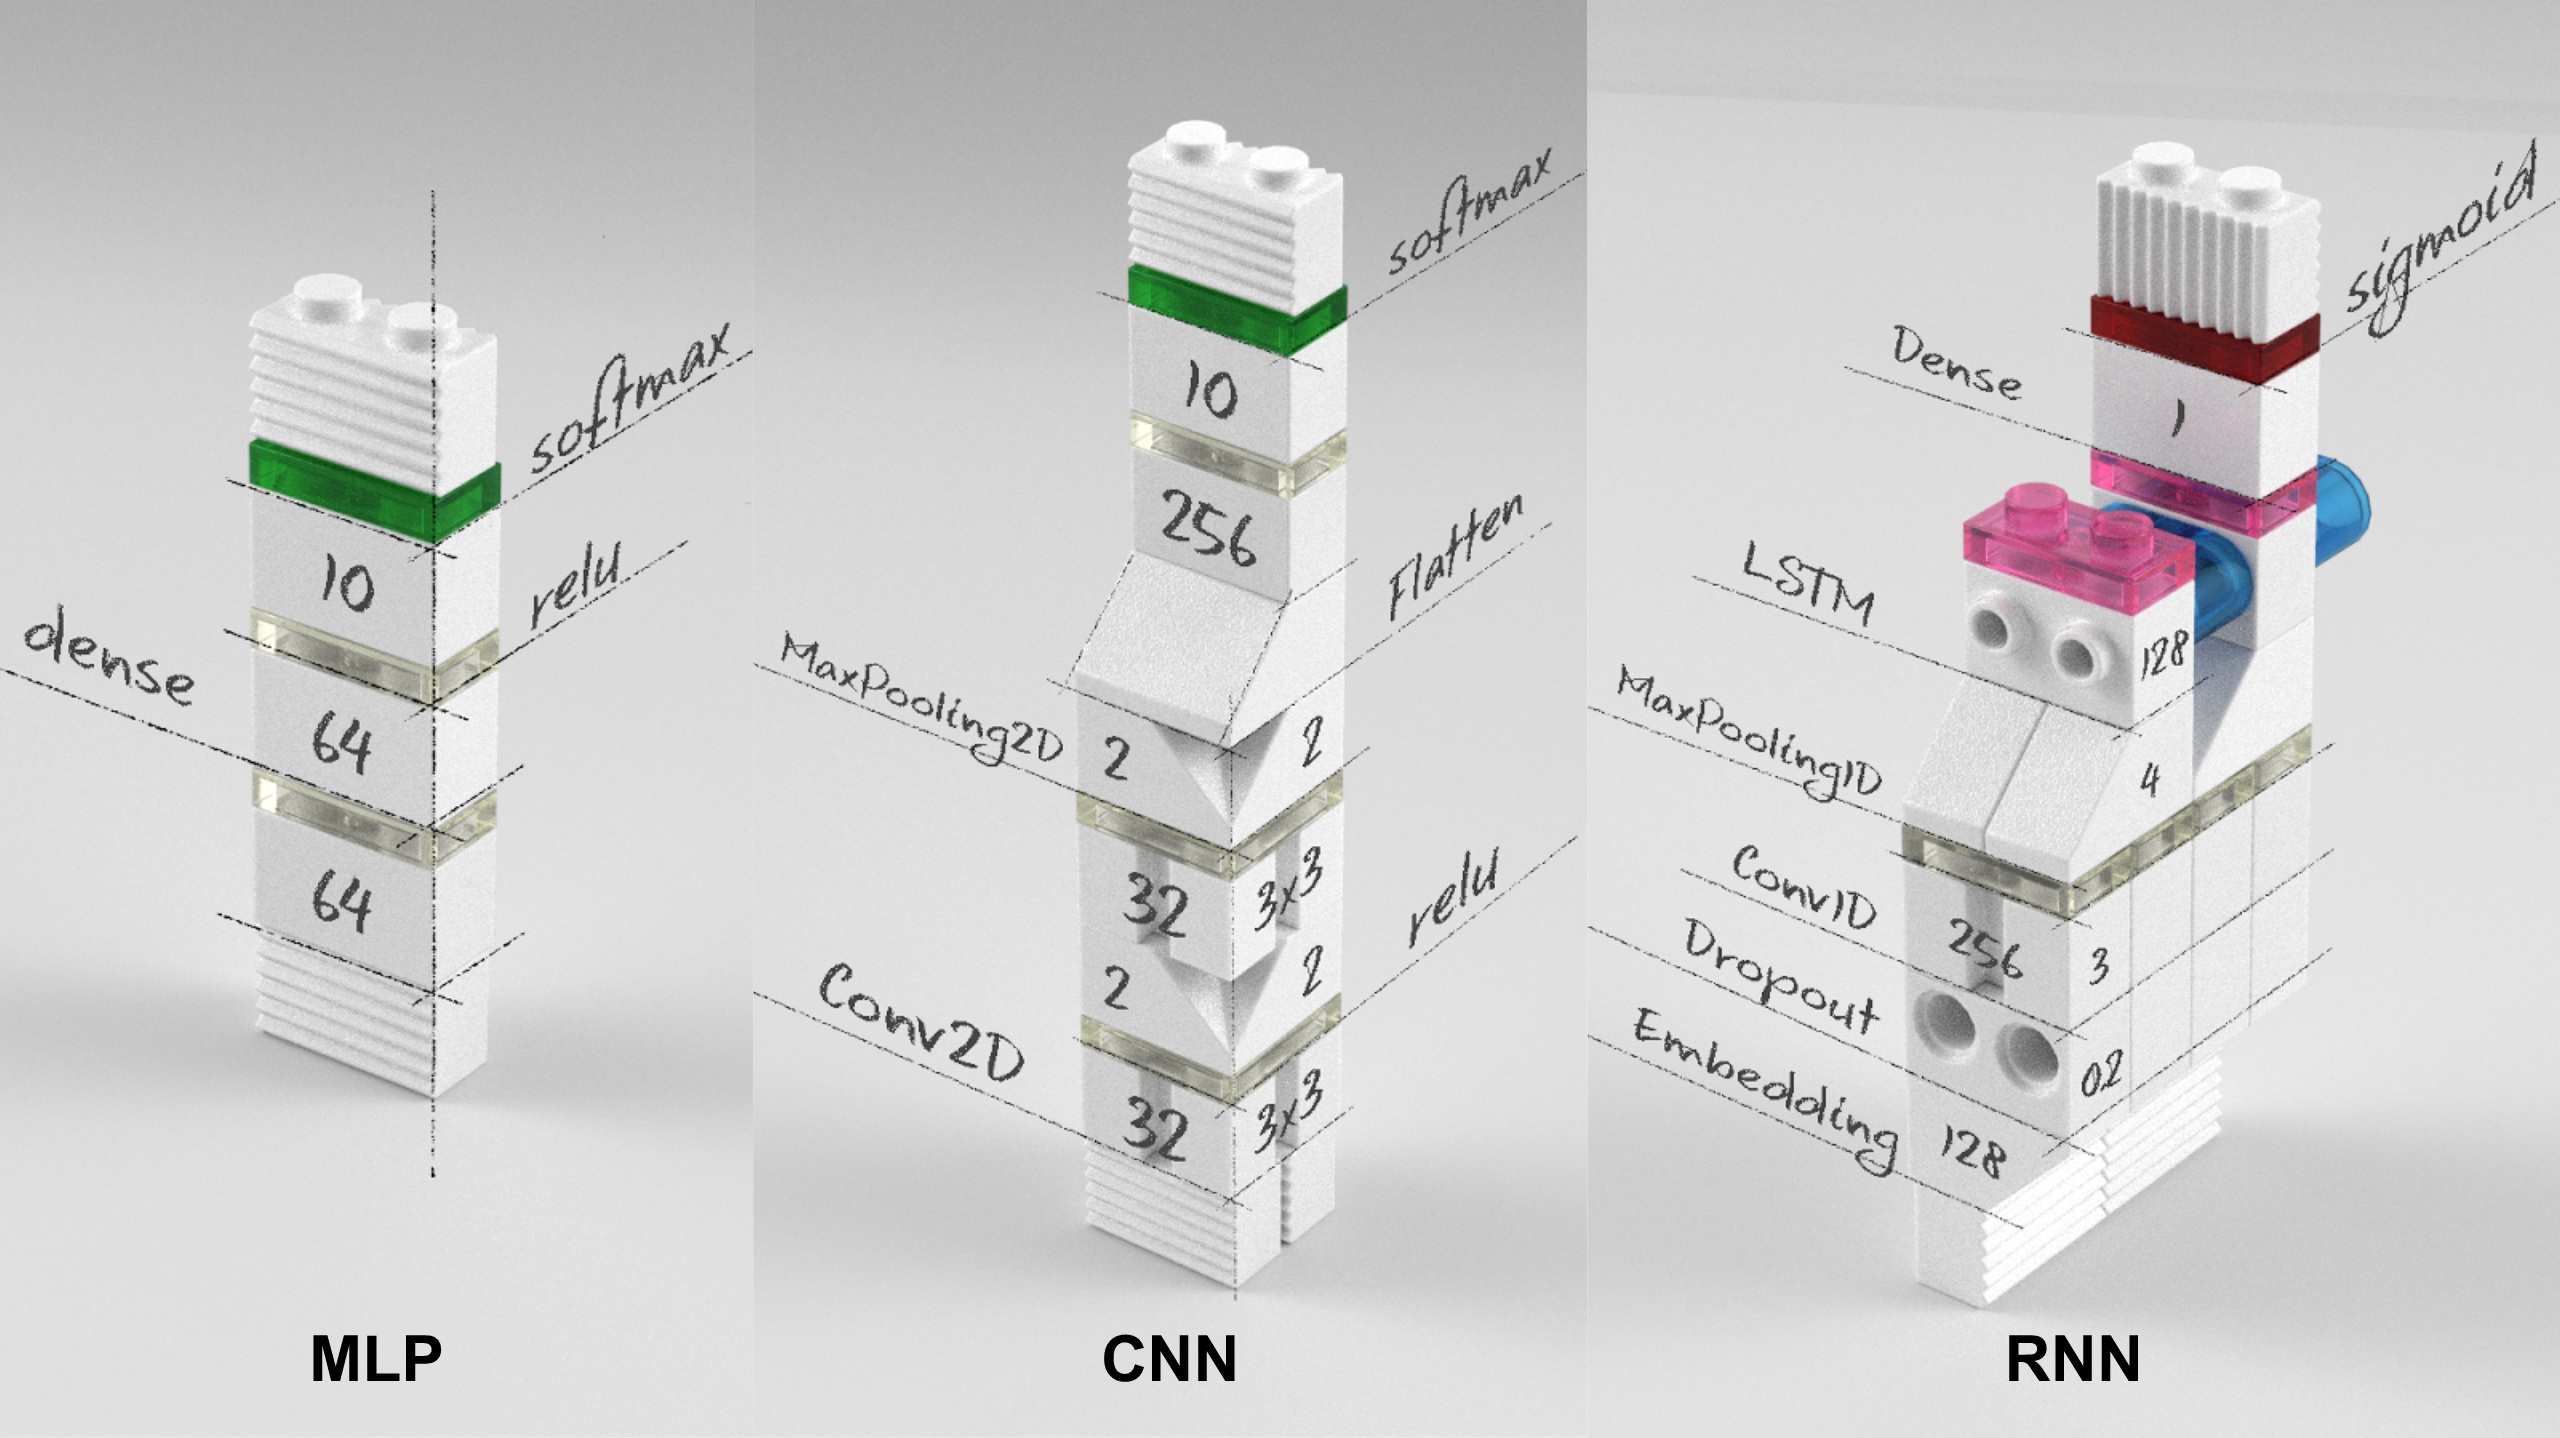 softmax
10
relu
dense
64
64
MLP
softmax
10
256
Flatten
MaxPooling2D
2
2
32
3x3
relu
2
2
Conv2D
32
3x3
CNN
sigmoid
Dense
1
LSTM
128
MaxPooling1D
4
Conv1D
256
3
Dropout
02
Embedding
128
RNN